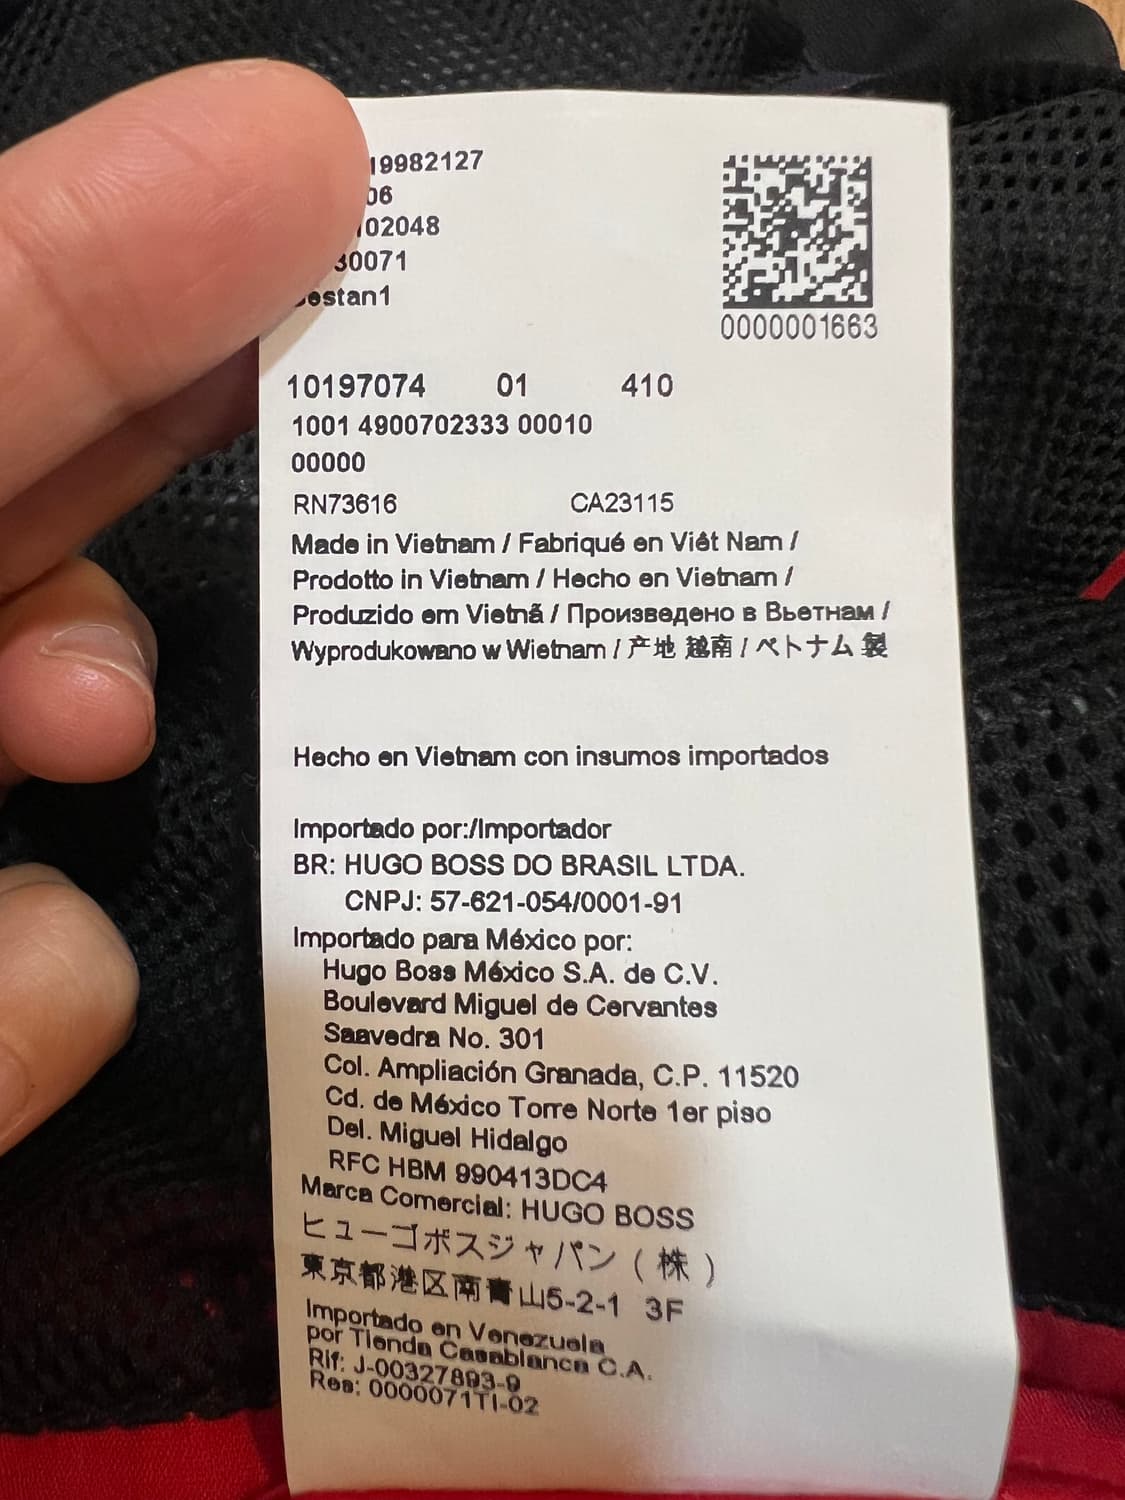 19982127
06
02048
30071
estan1
0000001663
10197074 01 410
1001 4900702333 00010
00000
RN73616 CA23115
Made in Vietnam / Fabriqué en Viêt Nam /
Prodotto in Vietnam / Hecho en Vietnam /
Produzido em Vietnã / Произведено в Вьетнам /
Wyprodukowano w Wietnam / 产地 越南 / ベトナム 製
Hecho en Vietnam con insumos importados
Importado por:/Importador
BR: HUGO BOSS DO BRASIL LTDA.
CNPJ: 57-621-054/0001-91
Importado para México por:
Hugo Boss México S.A. de C.V.
Boulevard Miguel de Cervantes
Saavedra No. 301
Col. Ampliación Granada, C.P. 11520
Cd. de México Torre Norte 1er piso
Del. Miguel Hidalgo
RFC HBM 990413DC4
Marca Comercial: HUGO BOSS
ヒューゴボスジャパン（株）
東京都港区南青山5-2-1 3F
Importado en Venezuela
por Tienda Casablanca C.A.
Rif: J-00327893-9
Res: 0000071TI-02